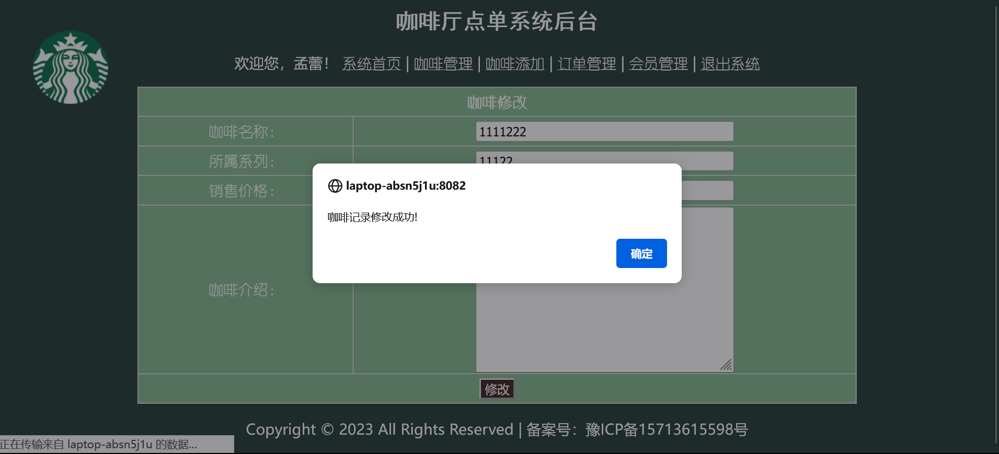 咖啡厅点单系统后台
欢迎您，孟蕾！ 系统首页 | 咖啡管理 | 咖啡添加 | 订单管理 | 会员管理 | 退出系统
咖啡修改
咖啡名称：
1111222
所属系列：
11122
销售价格：
laptop-absn5j1u:8082
咖啡记录修改成功!
确定
咖啡介绍：
修改
Copyright © 2023 All Rights Reserved | 备案号：豫ICP备15713615598号
正在传输来自 laptop-absn5j1u 的数据...